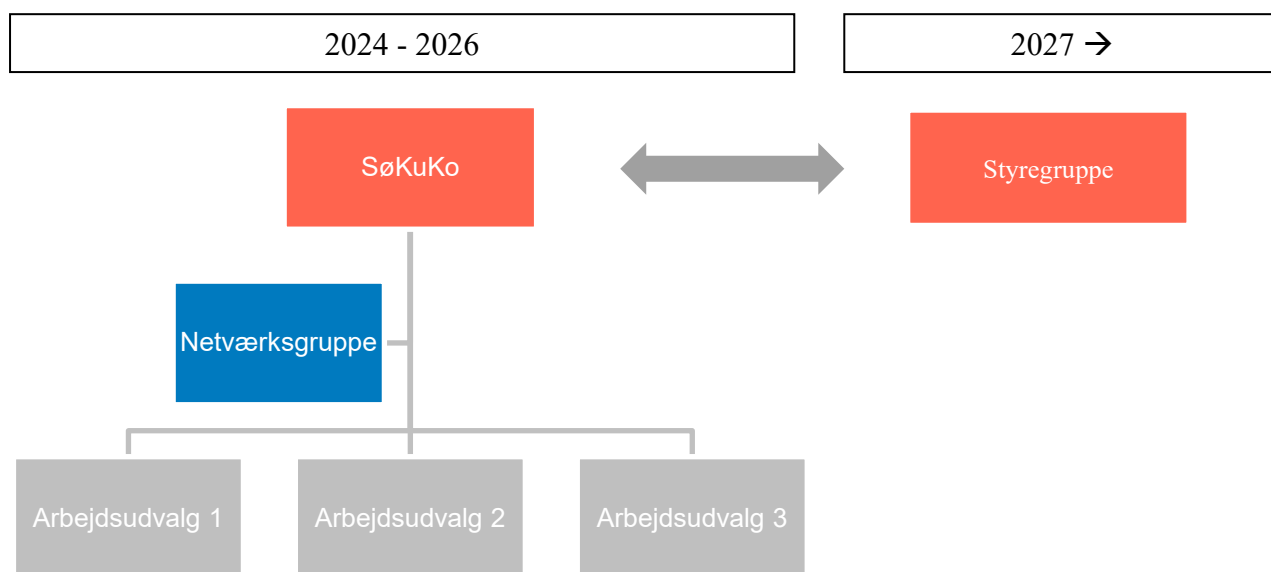 2024 - 2026
2027 →
SøKuKo
Styregruppe
Netværksgruppe
Arbejdsudvalg 1
Arbejdsudvalg 2
Arbejdsudvalg 3